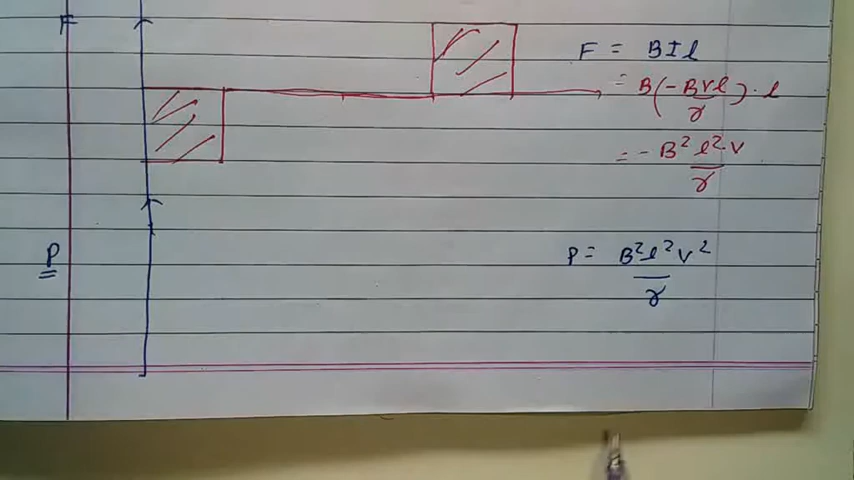 F
F = BIl
= B(-BVl/r).l
= -B²l²V/r
P
P = B²l²V²/r